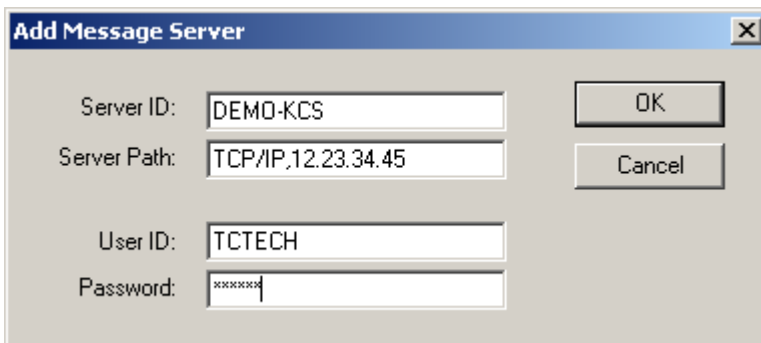 Add Message Server
Server ID: DEMO-KCS OK
Server Path: TCP/IP,12.23.34.45 Cancel
User ID: TCTECH
Password: ××××××